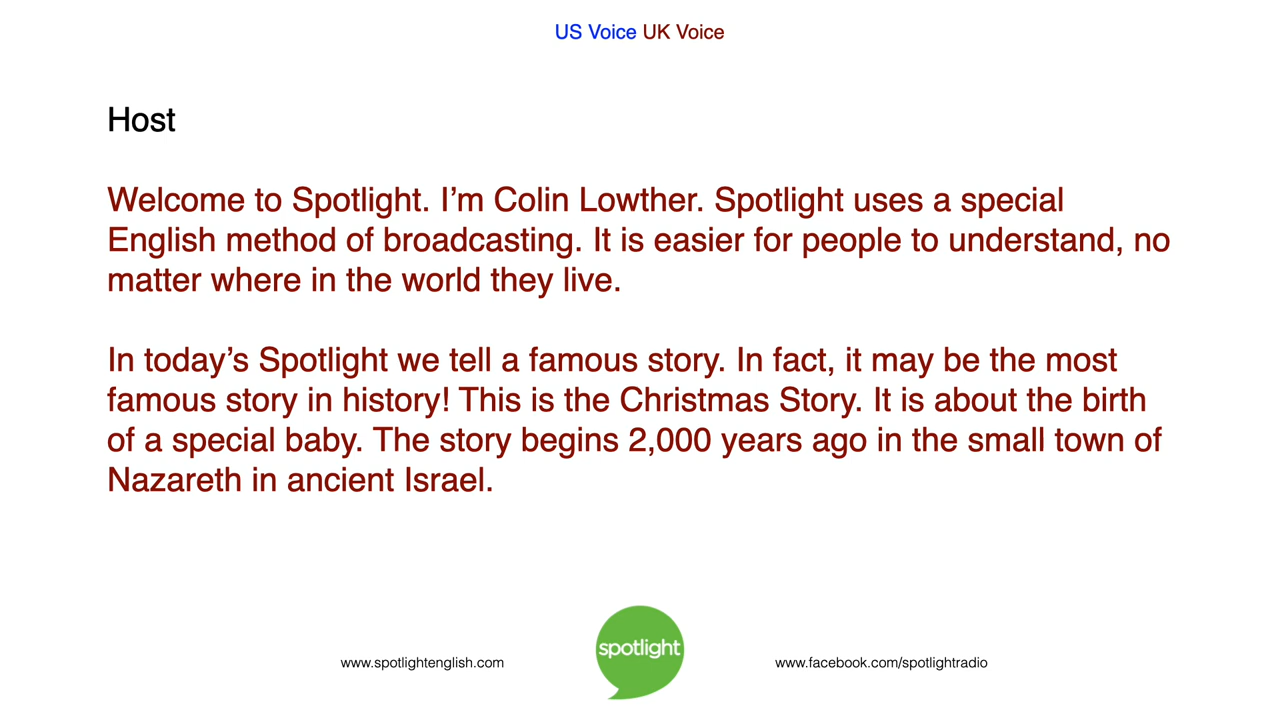 US Voice UK Voice
Host
Welcome to Spotlight. I’m Colin Lowther. Spotlight uses a special
English method of broadcasting. It is easier for people to understand, no
matter where in the world they live.
In today’s Spotlight we tell a famous story. In fact, it may be the most
famous story in history! This is the Christmas Story. It is about the birth
of a special baby. The story begins 2,000 years ago in the small town of
Nazareth in ancient Israel.
spotlight
www.spotlightenglish.com
www.facebook.com/spotlightradio